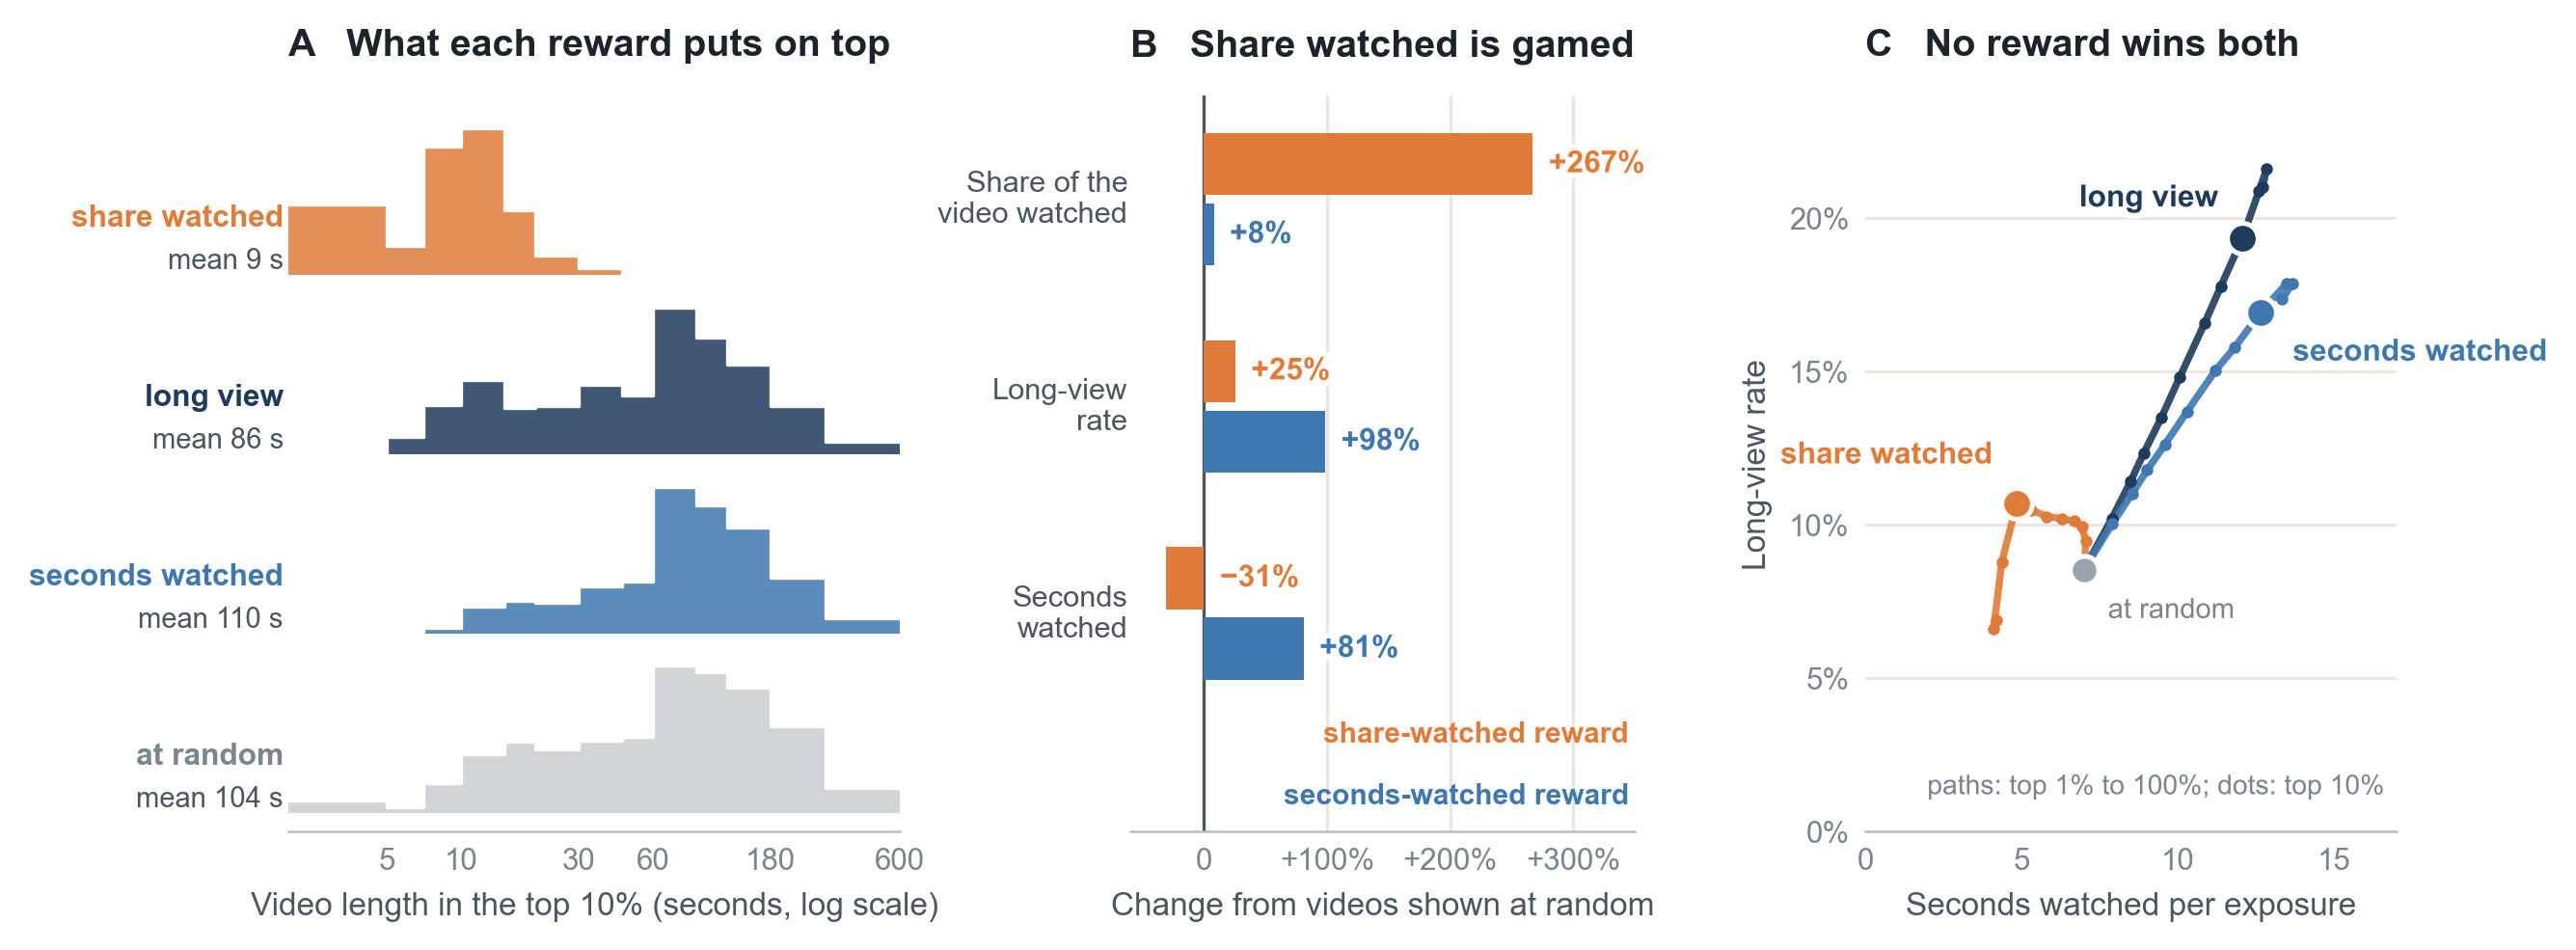 A What each reward puts on top
share watched
mean 9 s
long view
mean 86 s
seconds watched
mean 110 s
at random
mean 104 s
5 10 30 60 180 600
Video length in the top 10% (seconds, log scale)
B Share watched is gamed
Share of the
video watched
+267%
+8%
Long-view
rate
+25%
+98%
Seconds
watched
−31%
+81%
share-watched reward
seconds-watched reward
0 +100% +200% +300%
Change from videos shown at random
C No reward wins both
Long-view rate
20%
15%
10%
5%
0%
long view
seconds watched
share watched
at random
paths: top 1% to 100%; dots: top 10%
0 5 10 15
Seconds watched per exposure